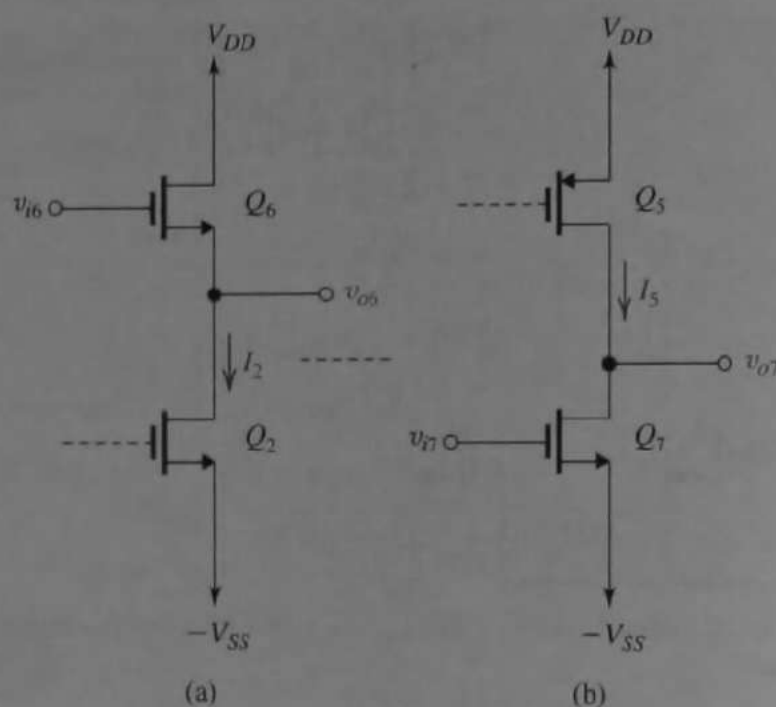 V_DD
v_i6
Q_6
v_o6
I_2
Q_2
-V_SS
(a)
V_DD
Q_5
I_5
v_o7
v_i7
Q_7
-V_SS
(b)